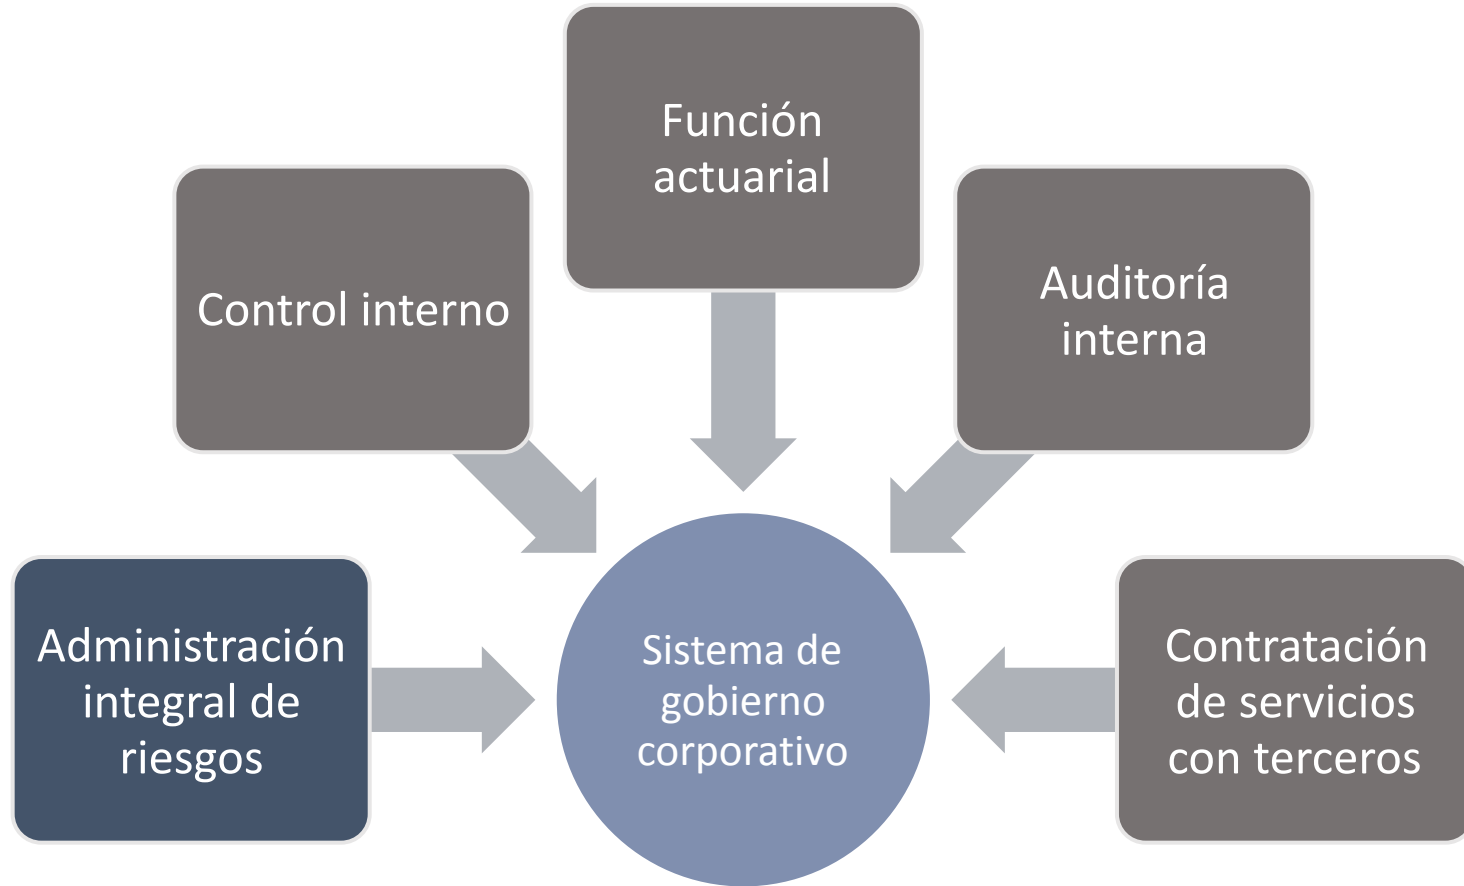 Función
actuarial
Control interno
Auditoría
interna
Administración
integral de
riesgos
Sistema de
gobierno
corporativo
Contratación
de servicios
con terceros